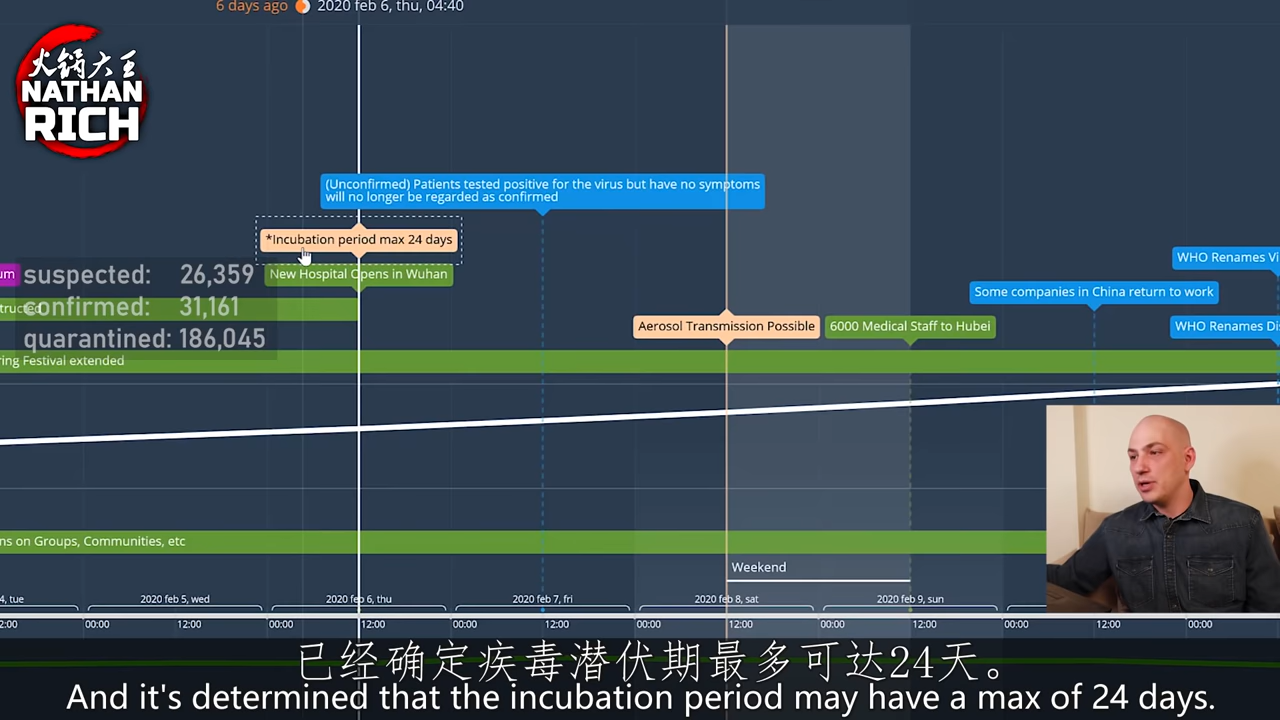 6 days ago
2020 feb 6, thu, 04:40
火锅大王
NATHAN
RICH
(Unconfirmed) Patients tested positive for the virus but have no symptoms
will no longer be regarded as confirmed
*Incubation period max 24 days
WHO Renames Vi
um
suspected: 26,359
New Hospital Opens in Wuhan
Some companies in China return to work
tructed
confirmed: 31,161
Aerosol Transmission Possible
6000 Medical Staff to Hubei
WHO Renames Dis
quarantined: 186,045
ring Festival extended
ns on Groups, Communities, etc
Weekend
4, tue
2020 feb 5, wed
2020 feb 6, thu
2020 feb 7, fri
2020 feb 8, sat
2020 feb 9, sun
2:00 00:00 12:00 00:00 12:00 00:00 12:00 00:00 12:00 00:00 12:00 00:00 12:00 00:00
已经确定疾毒潜伏期最多可达24天。
And it's determined that the incubation period may have a max of 24 days.